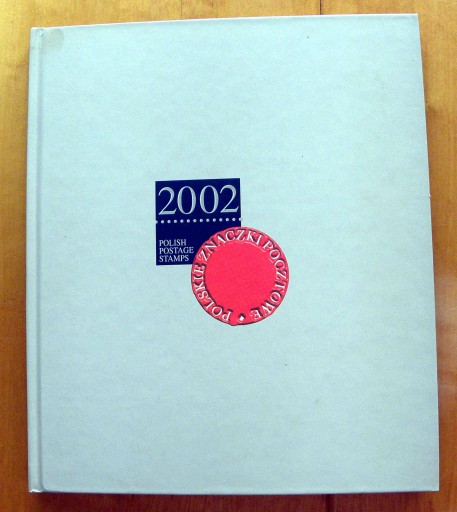 2002
POLISH
POSTAGE
STAMPS
POLSKIE ZNACZKI POCZTOWE